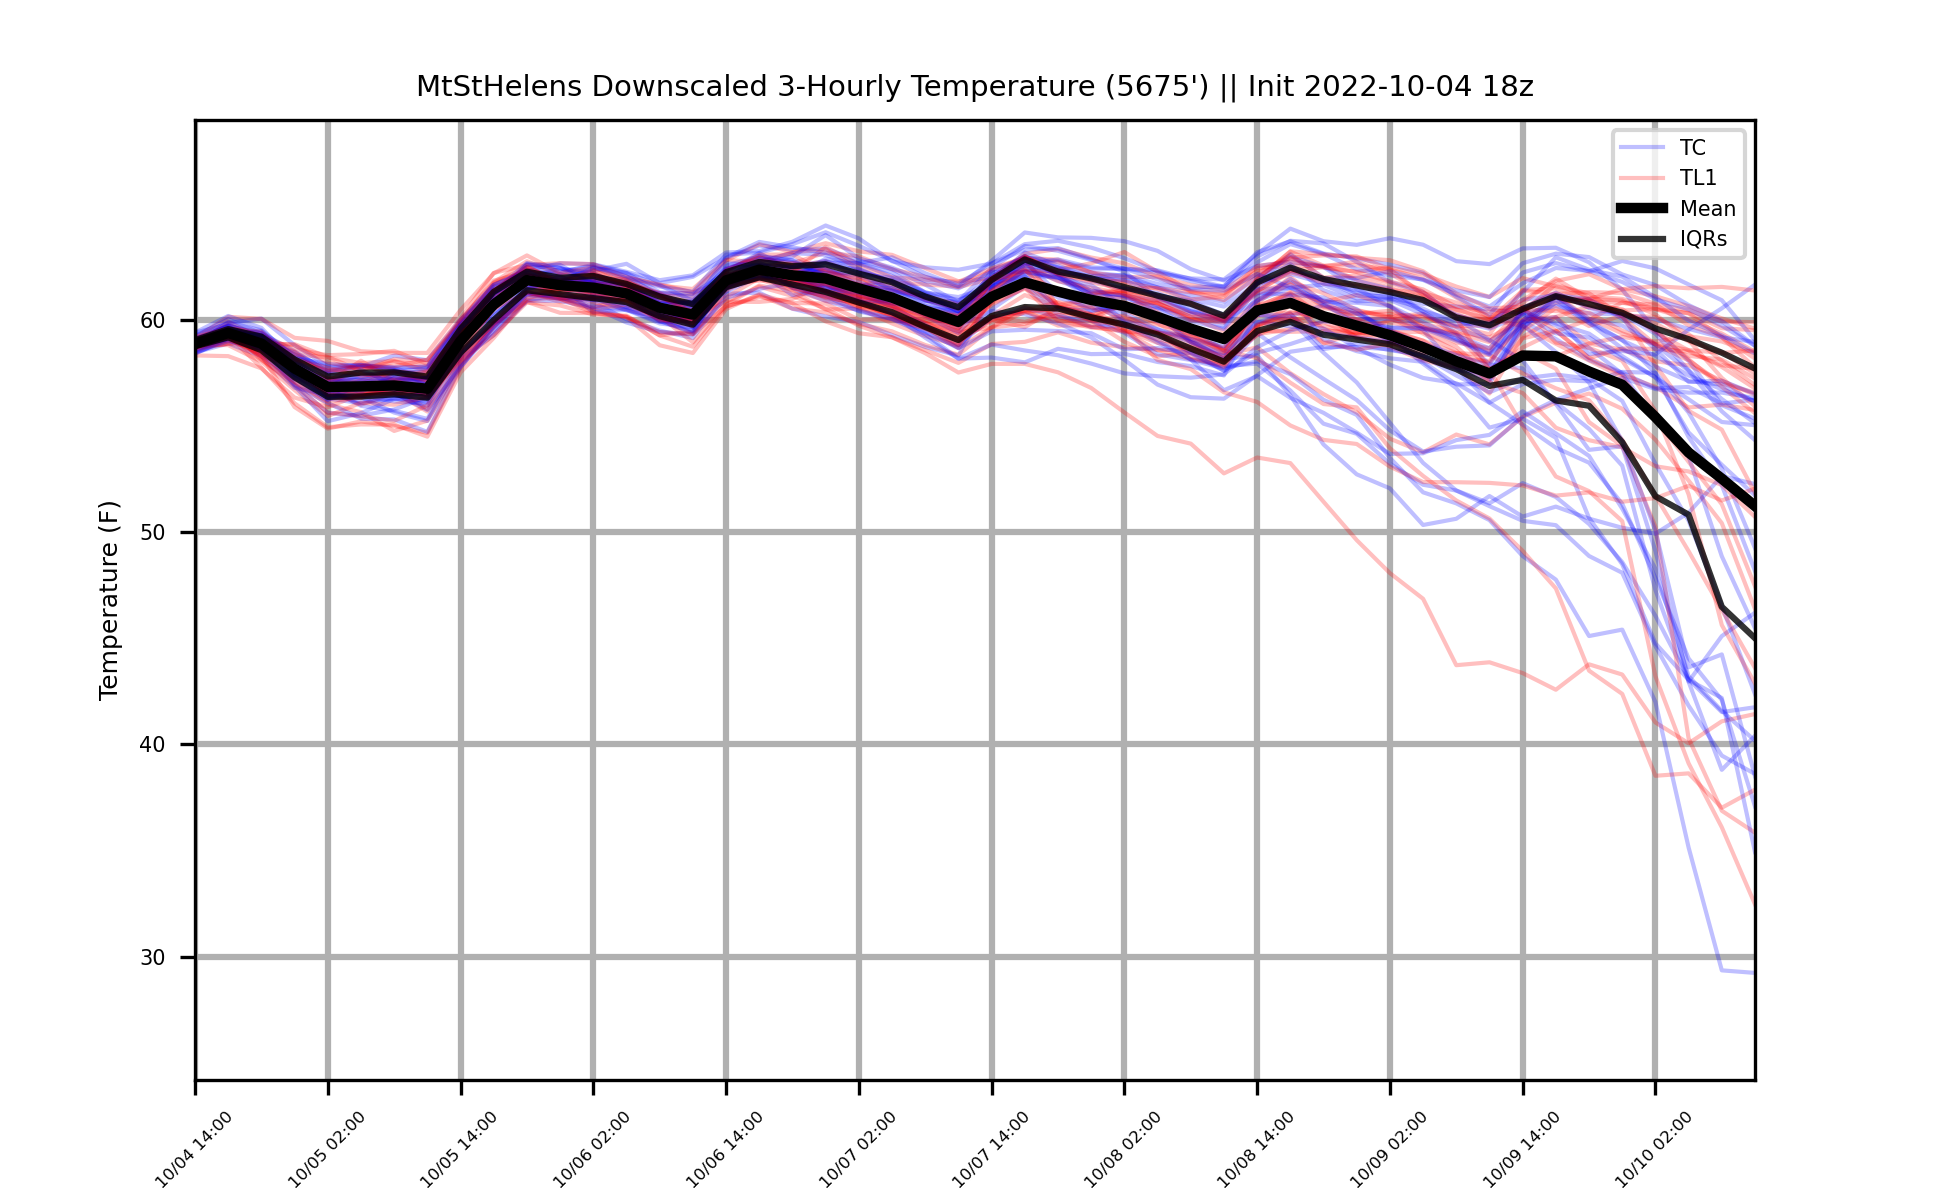 MtStHelens Downscaled 3-Hourly Temperature (5675') || Init 2022-10-04 18z
TC
TL1
Mean
IQRs
Temperature (F)
60
50
40
30
10/04 14:00
10/05 02:00
10/05 14:00
10/06 02:00
10/06 14:00
10/07 02:00
10/07 14:00
10/08 02:00
10/08 14:00
10/09 02:00
10/09 14:00
10/10 02:00